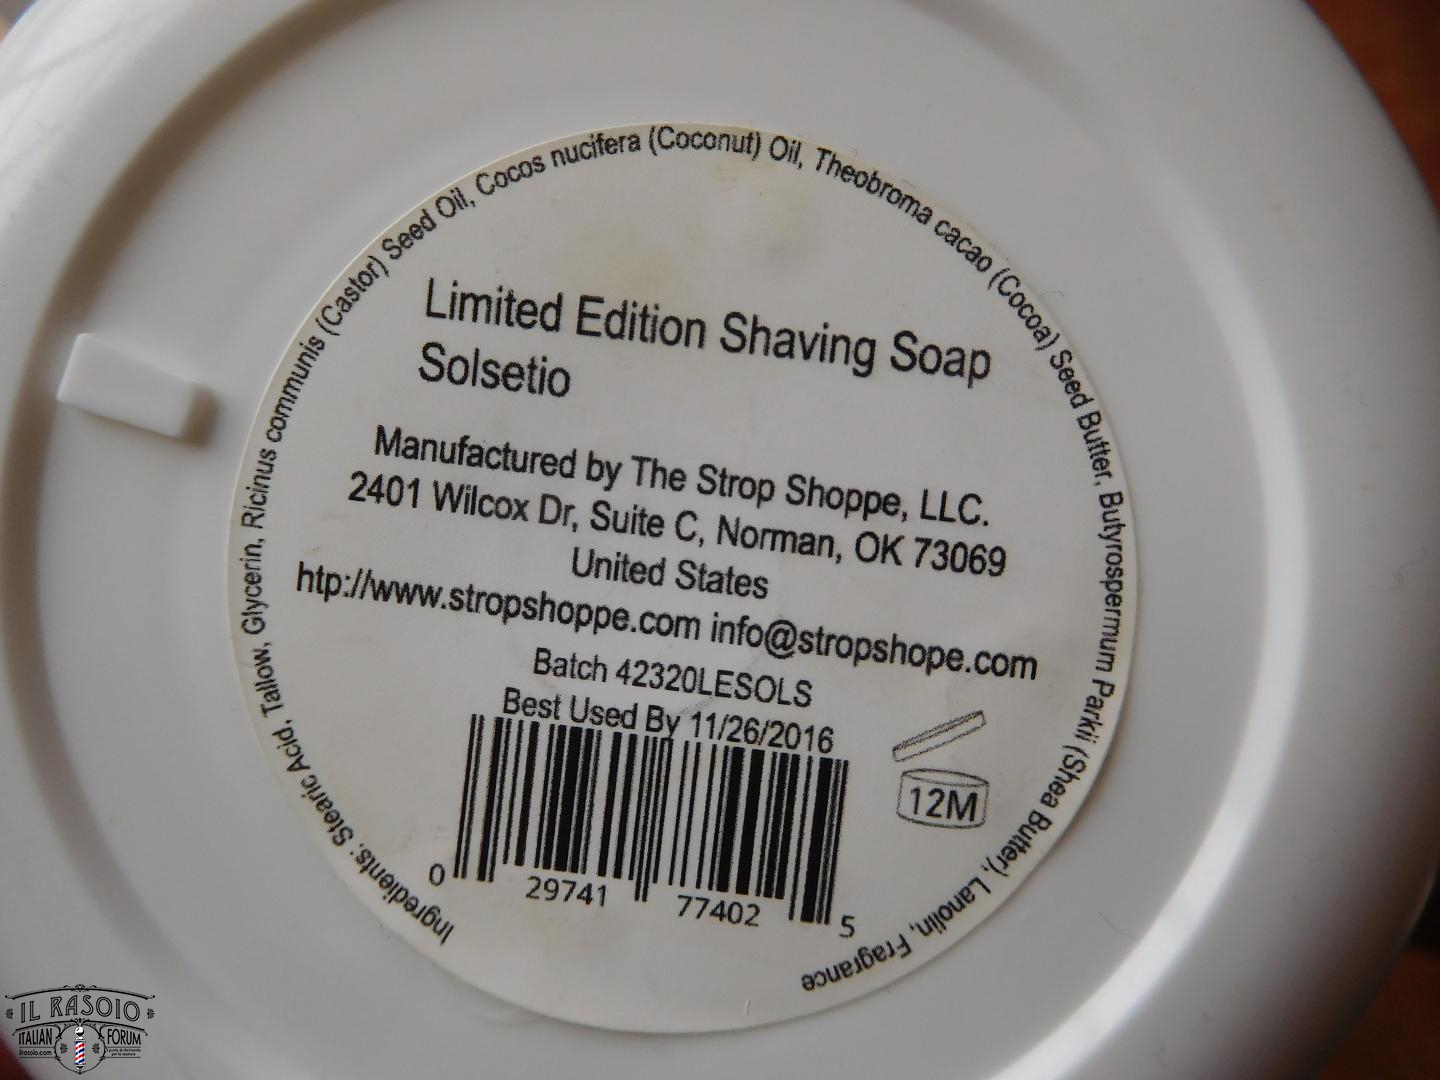 Ingredients: Stearic Acid, Tallow, Glycerin, Ricinus communis (Castor) Seed Oil, Cocos nucifera (Coconut) Oil, Theobroma cacao (Cocoa) Seed Butter, Butyrospermum Parkii (Shea Butter), Lanolin, Fragrance
Limited Edition Shaving Soap
Solsetio
Manufactured by The Strop Shoppe, LLC.
2401 Wilcox Dr, Suite C, Norman, OK 73069
United States
htp://www.stropshoppe.com info@stropshope.com
Batch 42320LESOLS
Best Used By 11/26/2016
12M
0 29741 77402 5
IL RASOIO
ITALIAN FORUM
ilrasoio.com